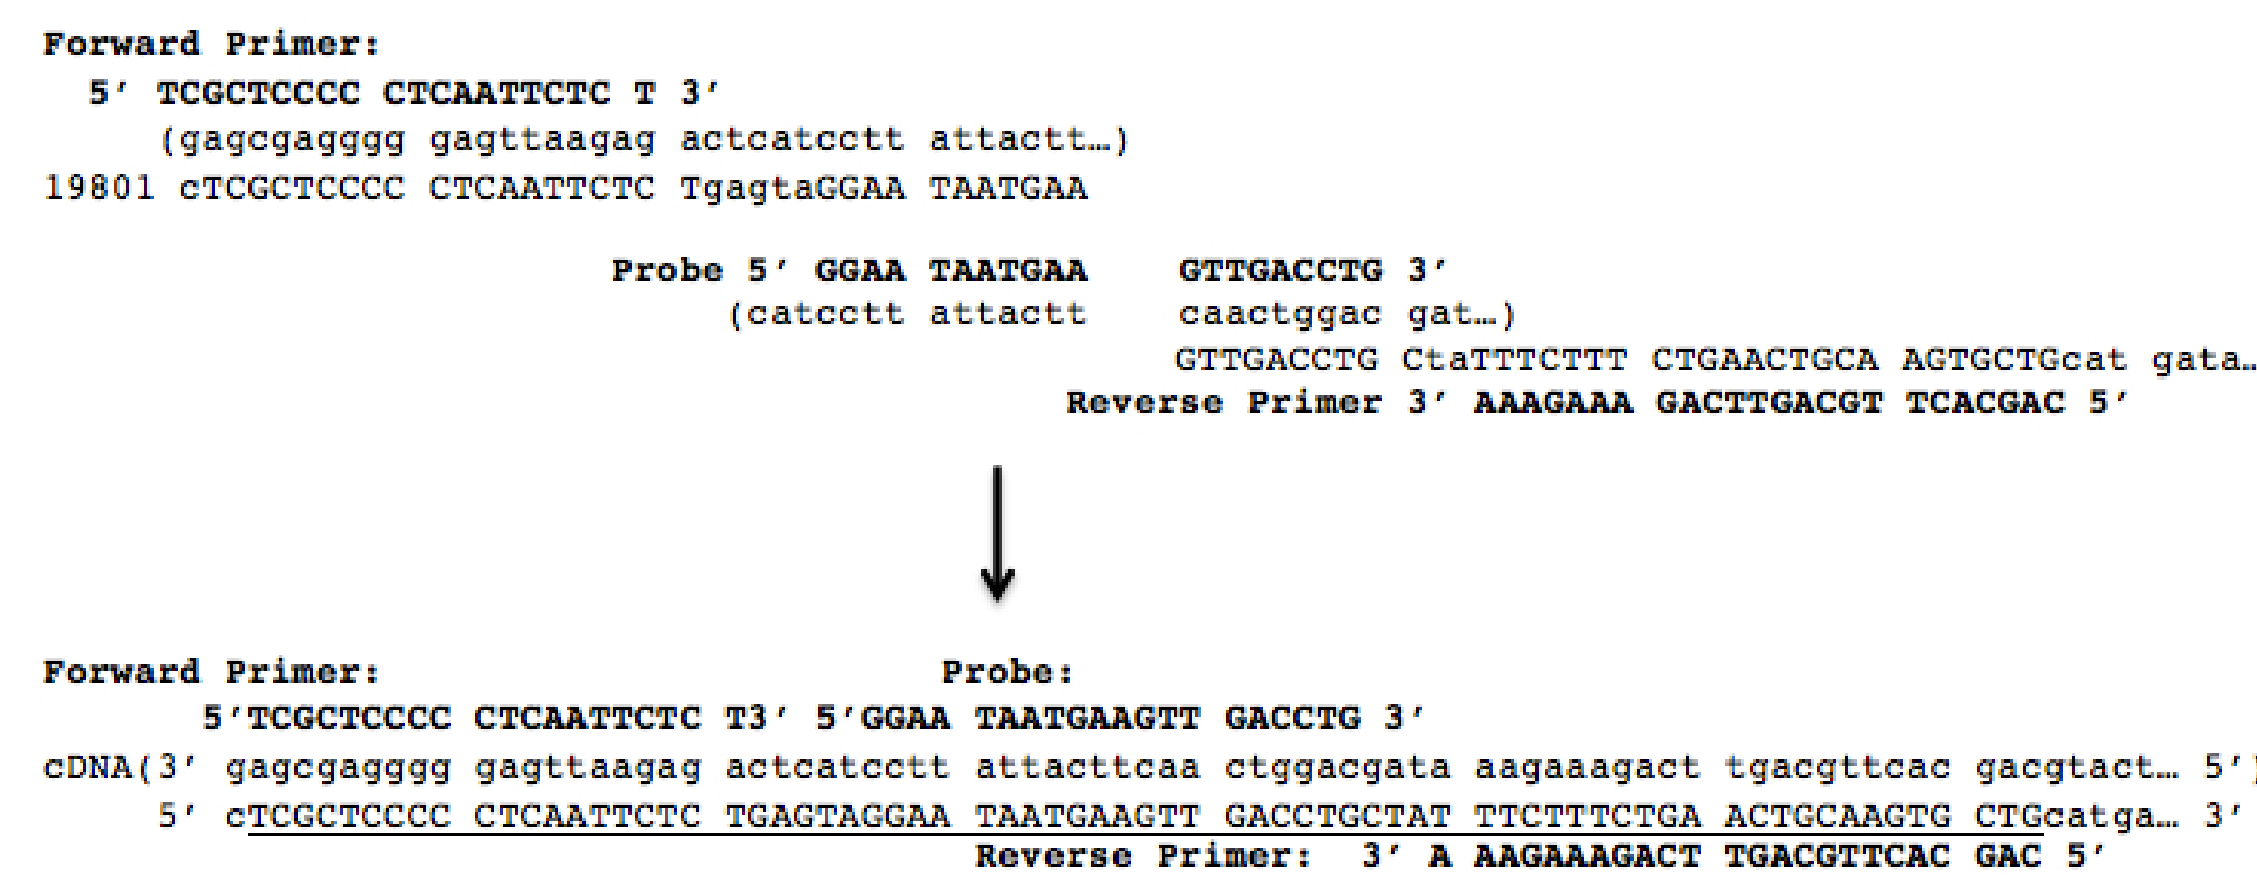 Forward Primer:
5′ TCGCTCCCC CTCAATTCTC T 3′
(gagcgagggg gagttaagag actcatcctt attactt…)
19801 cTCGCTCCCC CTCAATTCTC TgagtaGGAA TAATGAA
Probe 5′ GGAA TAATGAA GTTGACCTG 3′
(catcctt attactt caactggac gat…)
GTTGACCTG CtaTTTCTTT CTGAACTGCA AGTGCTGcat gata…
Reverse Primer 3′ AAAGAAA GACTTGACGT TCACGAC 5′
Forward Primer: Probe:
5′TCGCTCCCC CTCAATTCTC T3′ 5′GGAA TAATGAAGTT GACCTG 3′
cDNA(3′ gagcgagggg gagttaagag actcatcctt attacttcaa ctggacgata aagaaagact tgacgttcac gacgtact… 5′)
5′ cTCGCTCCCC CTCAATTCTC TGAGTAGGAA TAATGAAGTT GACCTGCTAT TTCTTTCTGA ACTGCAAGTG CTGcatga… 3′
Reverse Primer: 3′ A AAGAAAGACT TGACGTTCAC GAC 5′